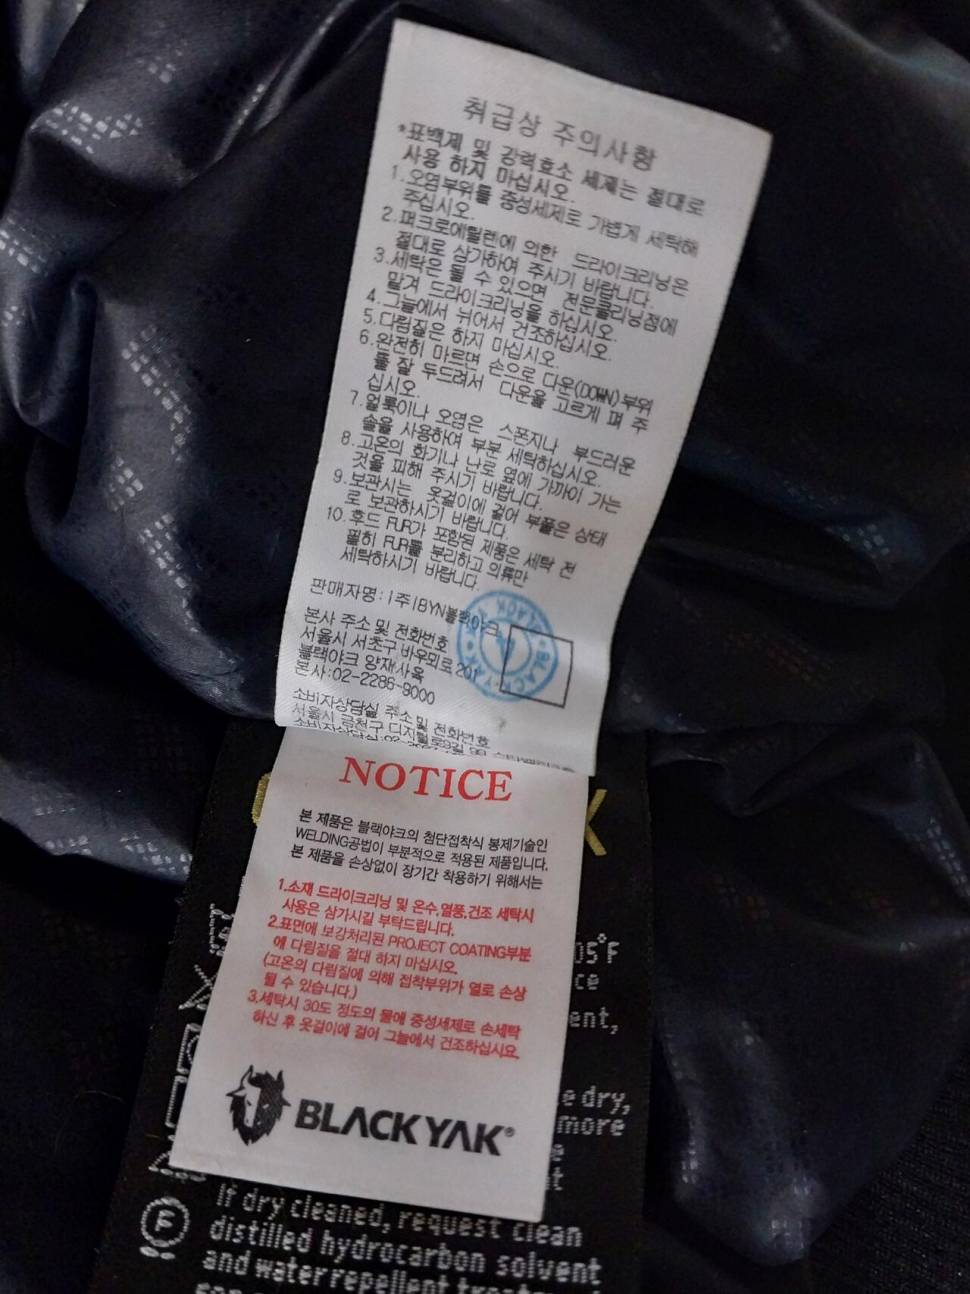 취급상 주의사항
*표백제 및 강력효소 세제는 절대로
사용 하지 마십시오.
1.오염부위를 중성세제로 가볍게 세탁해
주십시오.
2.퍼크로에틸렌에 의한 드라이크리닝은
절대로 삼가하여 주시기 바랍니다.
3.세탁은 될 수 있으면 전문클리닝점에
맡겨 드라이크리닝을 하십시오.
4.그늘에서 뉘어서 건조하십시오.
5.다림질은 하지 마십시오.
6.완전히 마르면 손으로 다운(DOWN)부위
를 잘 두드려서 다운을 고르게 펴 주
십시오.
7.얼룩이나 오염은 스폰지나 부드러운
솔을 사용하여 부분 세탁하십시오.
8.고온의 화기나 난로 옆에 가까이 가는
것을 피해 주시기 바랍니다.
9.보관시는 옷걸이에 걸어 부풀은 상태
로 보관하시기 바랍니다.
10.후드 FUR가 포함된 제품은 세탁 전
필히 FUR를 분리하고 의류만
세탁하시기 바랍니다.
판매자명:(주)BYN블랙야크
본사 주소 및 전화번호
서울시 서초구 바우뫼로 201
블랙야크 양재사옥
본사:02-2286-9000
소비자상담실 주소 및 전화번호
서울시 금천구 디지털로9길
NOTICE
본 제품은 블랙야크의 첨단접착식 봉제기술인
WELDING공법이 부분적으로 적용된 제품입니다.
본 제품을 손상없이 장기간 착용하기 위해서는
1.소재 드라이크리닝 및 온수,열풍,건조 세탁시
사용은 삼가시길 부탁드립니다.
2.표면에 보강처리된 PROJECT COATING부분
에 다림질을 절대 하지 마십시오.
(고온의 다림질에 의해 접착부위가 열로 손상
될 수 있습니다.)
3.세탁시 30도 정도의 물에 중성세제로 손세탁
하신 후 옷걸이에 걸어 그늘에서 건조하십시요.
BLACKYAK®
05°F
ce
ent,
e dry,
more
If dry cleaned, request clean
F
distilled hydrocarbon solvent
and water repellent